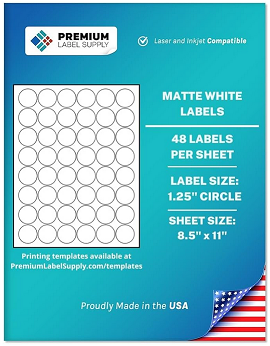 PREMIUM
LABEL SUPPLY
Laser and Inkjet Compatible
MATTE WHITE
LABELS
48 LABELS
PER SHEET
LABEL SIZE:
1.25" CIRCLE
SHEET SIZE:
8.5" x 11"
Printing templates available at
PremiumLabelSupply.com/templates
Proudly Made in the USA